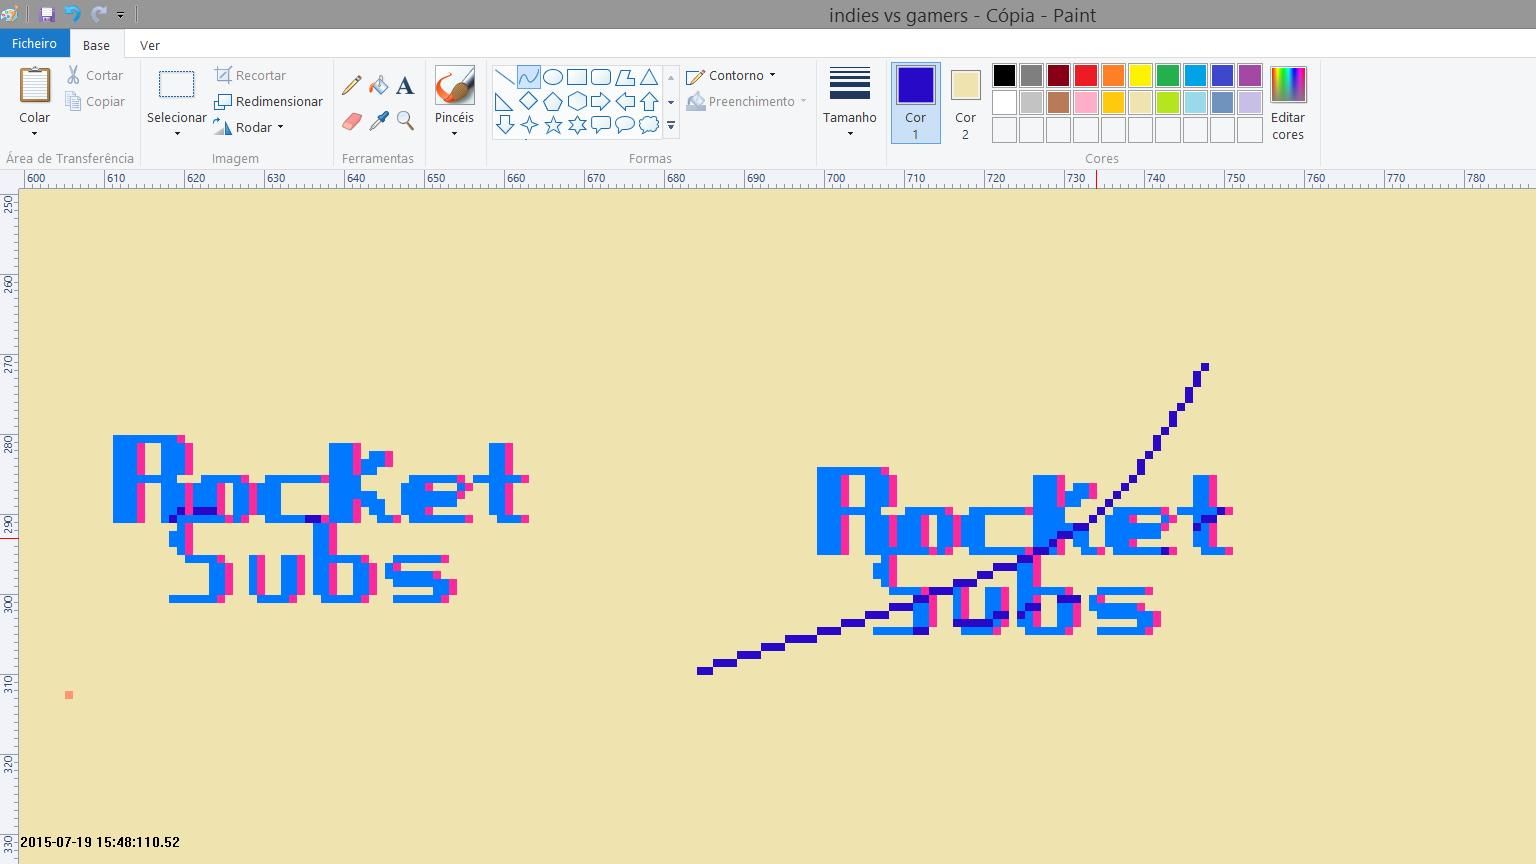 indies vs gamers - Cópia - Paint
Ficheiro Base Ver
Colar
Cortar
Copiar
Área de Transferência
Selecionar
Recortar
Redimensionar
Rodar
Imagem
A
Ferramentas
Pincéis
Contorno
Preenchimento
Formas
Tamanho
Cor
1
Cor
2
Editar
cores
Cores
600 610 620 630 640 650 660 670 680 690 700 710 720 730 740 750 760 770 780
250
260
270
280
290
300
310
320
330
Rocket
Subs
Rocket
Subs
2015-07-19 15:48:110.52